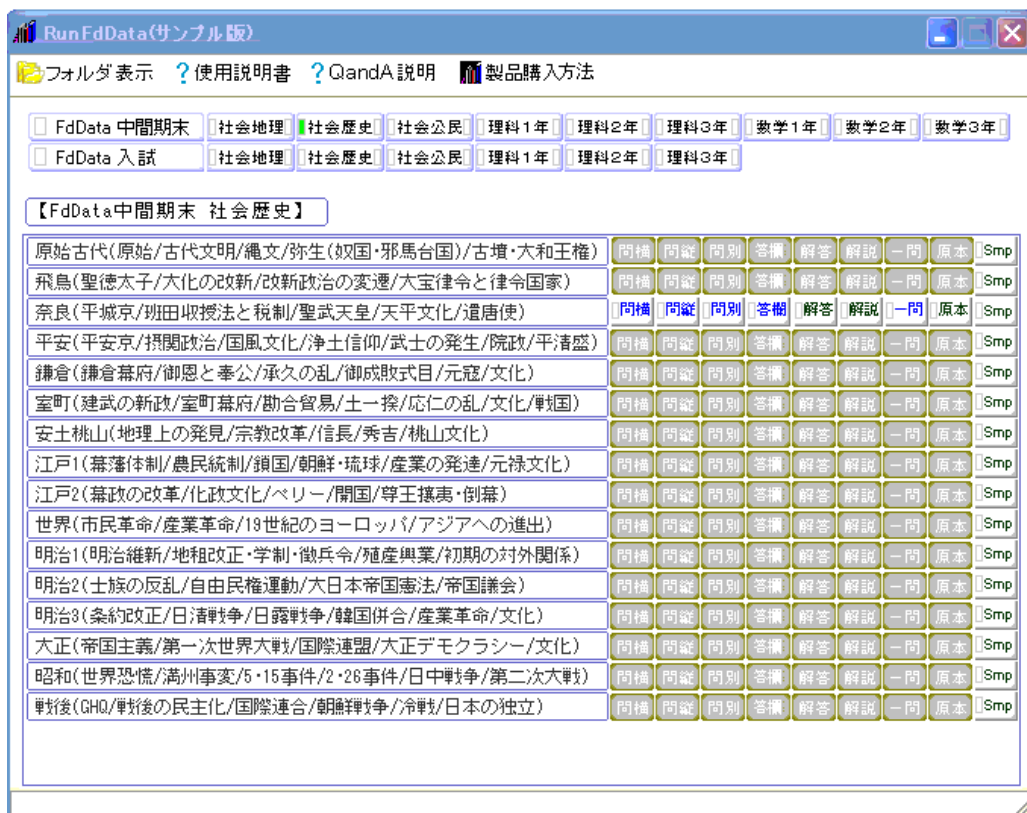 RunFdData(サンプル版)
フォルダ表示 ?使用説明書 ?QandA説明 製品購入方法
FdData 中間期末 社会地理 社会歴史 社会公民 理科1年 理科2年 理科3年 数学1年 数学2年 数学3年
FdData 入試 社会地理 社会歴史 社会公民 理科1年 理科2年 理科3年
【FdData中間期末 社会歴史】
原始古代(原始/古代文明/縄文/弥生(奴国・邪馬台国)/古墳・大和王権) 問横 問縦 問別 答欄 解答 解説 一問 原本 Smp
飛鳥(聖徳太子/大化の改新/改新政治の変遷/大宝律令と律令国家) 問横 問縦 問別 答欄 解答 解説 一問 原本 Smp
奈良(平城京/班田収授法と税制/聖武天皇/天平文化/遣唐使) 問横 問縦 問別 答欄 解答 解説 一問 原本 Smp
平安(平安京/摂関政治/国風文化/浄土信仰/武士の発生/院政/平清盛) 問横 問縦 問別 答欄 解答 解説 一問 原本 Smp
鎌倉(鎌倉幕府/御恩と奉公/承久の乱/御成敗式目/元寇/文化) 問横 問縦 問別 答欄 解答 解説 一問 原本 Smp
室町(建武の新政/室町幕府/勘合貿易/土一揆/応仁の乱/文化/戦国) 問横 問縦 問別 答欄 解答 解説 一問 原本 Smp
安土桃山(地理上の発見/宗教改革/信長/秀吉/桃山文化) 問横 問縦 問別 答欄 解答 解説 一問 原本 Smp
江戸1(幕藩体制/農民統制/鎖国/朝鮮・琉球/産業の発達/元禄文化) 問横 問縦 問別 答欄 解答 解説 一問 原本 Smp
江戸2(幕政の改革/化政文化/ペリー/開国/尊王攘夷・倒幕) 問横 問縦 問別 答欄 解答 解説 一問 原本 Smp
世界(市民革命/産業革命/19世紀のヨーロッパ/アジアへの進出) 問横 問縦 問別 答欄 解答 解説 一問 原本 Smp
明治1(明治維新/地租改正・学制・徴兵令/殖産興業/初期の対外関係) 問横 問縦 問別 答欄 解答 解説 一問 原本 Smp
明治2(士族の反乱/自由民権運動/大日本帝国憲法/帝国議会) 問横 問縦 問別 答欄 解答 解説 一問 原本 Smp
明治3(条約改正/日清戦争/日露戦争/韓国併合/産業革命/文化) 問横 問縦 問別 答欄 解答 解説 一問 原本 Smp
大正(帝国主義/第一次世界大戦/国際連盟/大正デモクラシー/文化) 問横 問縦 問別 答欄 解答 解説 一問 原本 Smp
昭和(世界恐慌/満州事変/5・15事件/2・26事件/日中戦争/第二次大戦) 問横 問縦 問別 答欄 解答 解説 一問 原本 Smp
戦後(GHQ/戦後の民主化/国際連合/朝鮮戦争/冷戦/日本の独立) 問横 問縦 問別 答欄 解答 解説 一問 原本 Smp